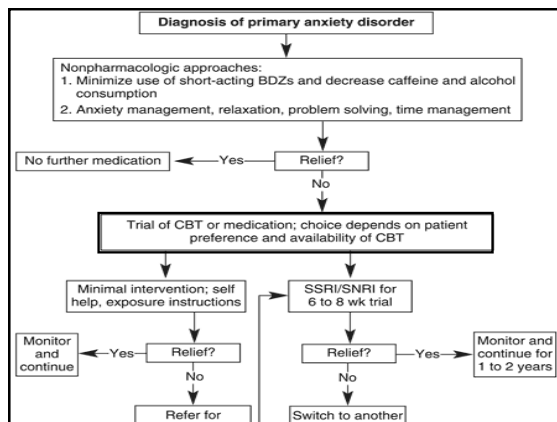 Diagnosis of primary anxiety disorder
Nonpharmacologic approaches:
1. Minimize use of short-acting BDZs and decrease caffeine and alcohol
consumption
2. Anxiety management, relaxation, problem solving, time management
No further medication
Yes
Relief?
No
Trial of CBT or medication; choice depends on patient
preference and availability of CBT
Minimal intervention; self
help, exposure instructions
SSRI/SNRI for
6 to 8 wk trial
Monitor
and
continue
Yes
Relief?
Relief?
Yes
Monitor and
continue for
1 to 2 years
No
No
Refer for
Switch to another